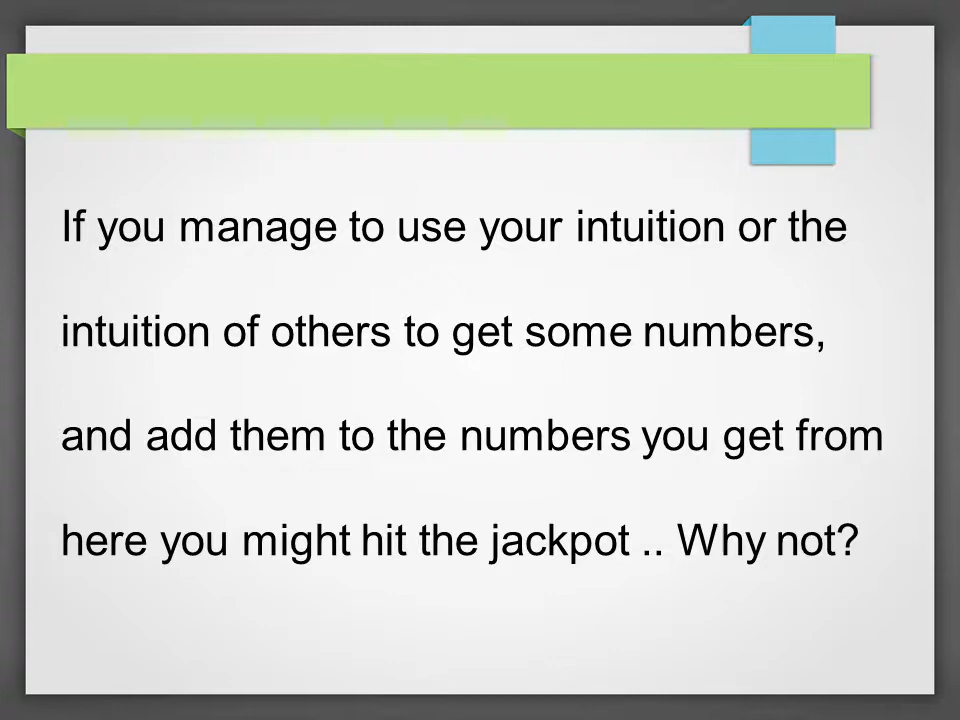 If you manage to use your intuition or the
intuition of others to get some numbers,
and add them to the numbers you get from
here you might hit the jackpot .. Why not?